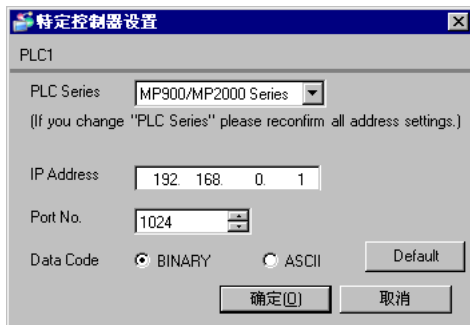 特定控制器设置
PLC1
PLC Series MP900/MP2000 Series
(If you change "PLC Series" please reconfirm all address settings.)
IP Address 192. 168. 0. 1
Port No. 1024
Data Code BINARY ASCII Default
确定(O) 取消